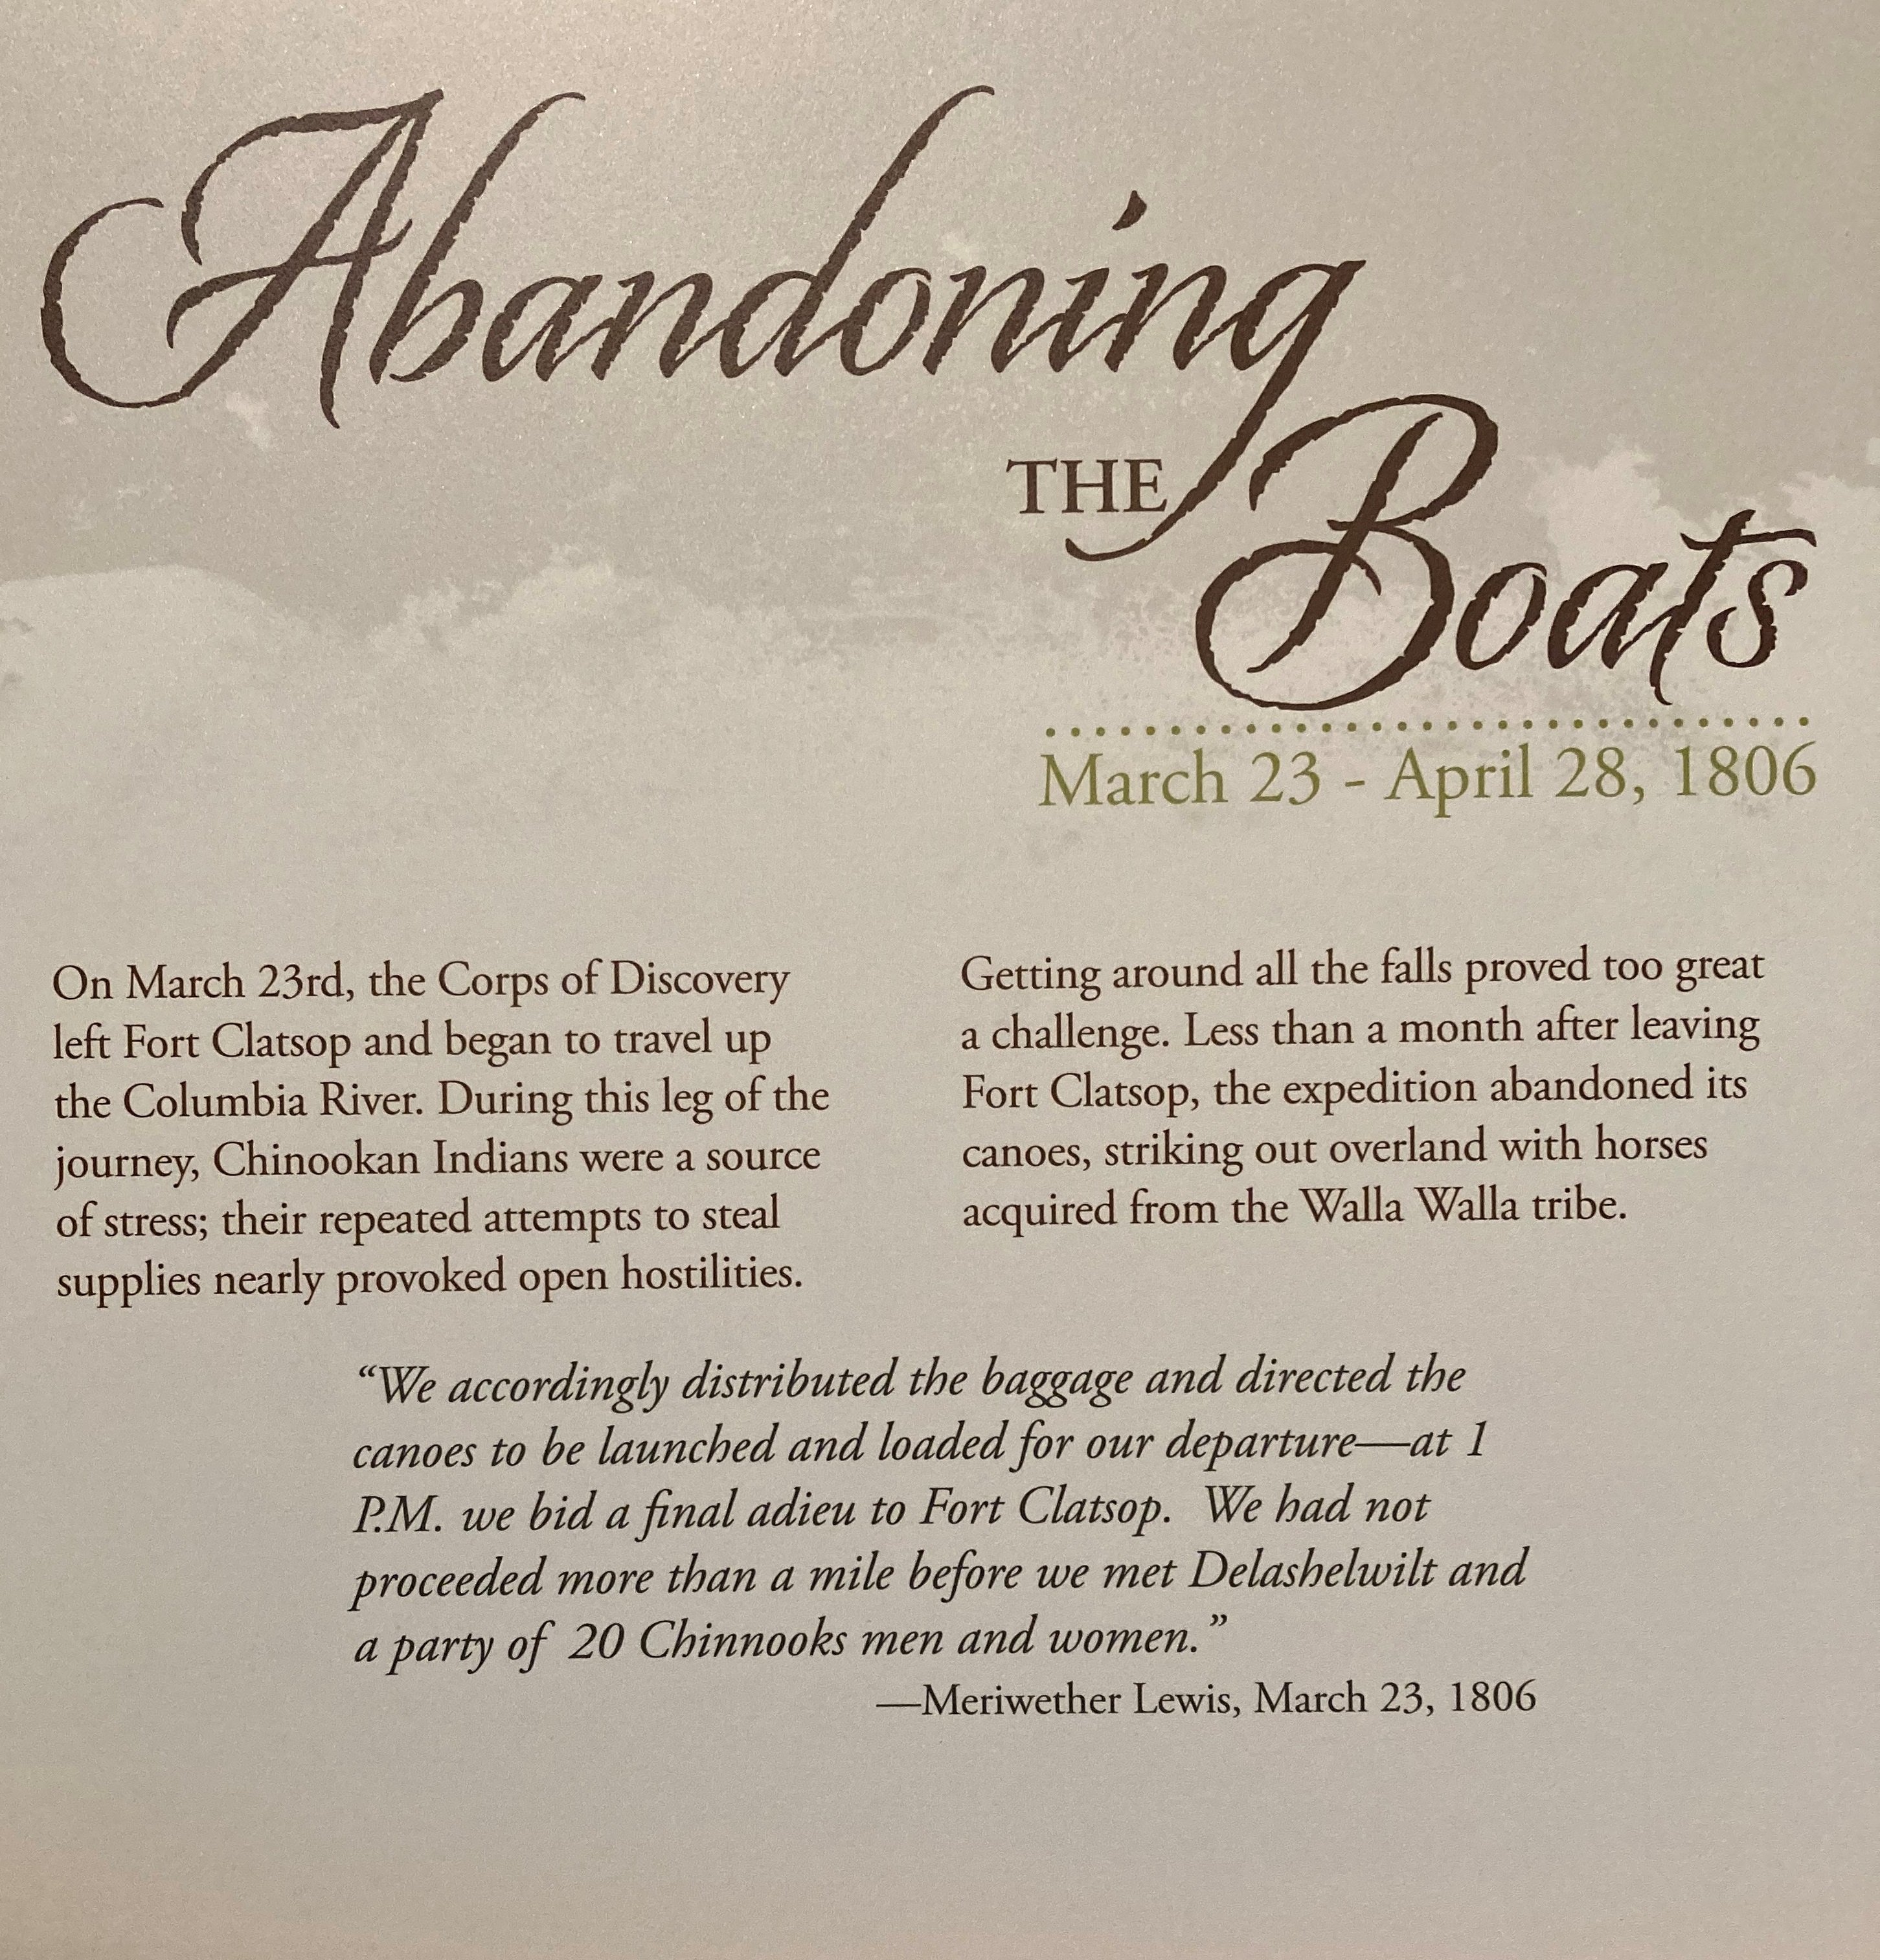 Abandoning
THE
Boats
March 23 - April 28, 1806
On March 23rd, the Corps of Discovery
left Fort Clatsop and began to travel up
the Columbia River. During this leg of the
journey, Chinookan Indians were a source
of stress; their repeated attempts to steal
supplies nearly provoked open hostilities.
Getting around all the falls proved too great
a challenge. Less than a month after leaving
Fort Clatsop, the expedition abandoned its
canoes, striking out overland with horses
acquired from the Walla Walla tribe.
“We accordingly distributed the baggage and directed the
canoes to be launched and loaded for our departure—at 1
P.M. we bid a final adieu to Fort Clatsop. We had not
proceeded more than a mile before we met Delashelwilt and
a party of 20 Chinnooks men and women.”
—Meriwether Lewis, March 23, 1806